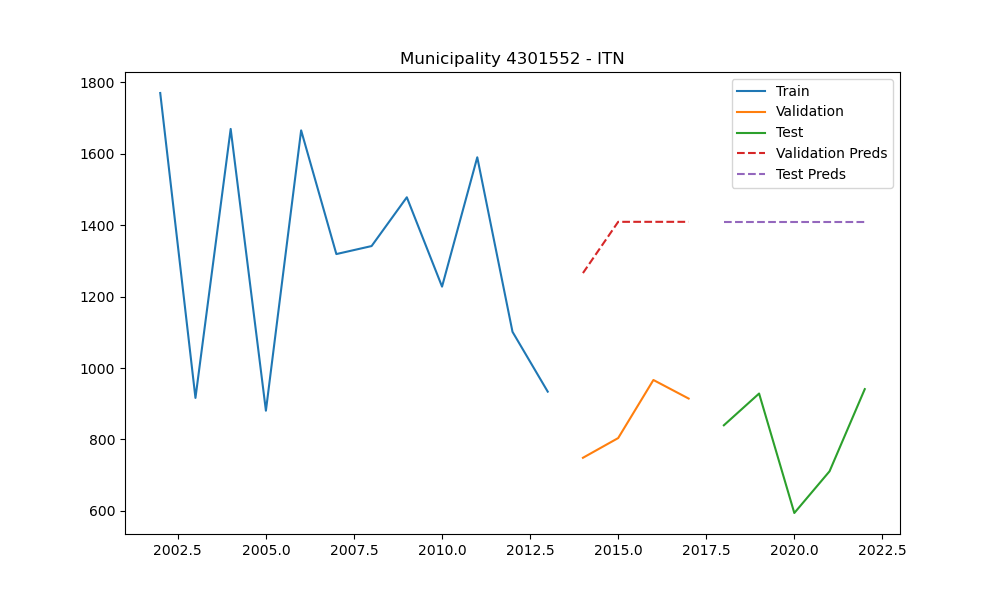 Municipality 4301552 - ITN
1800
1600
1400
1200
1000
800
600
2002.5 2005.0 2007.5 2010.0 2012.5 2015.0 2017.5 2020.0 2022.5
Train
Validation
Test
Validation Preds
Test Preds